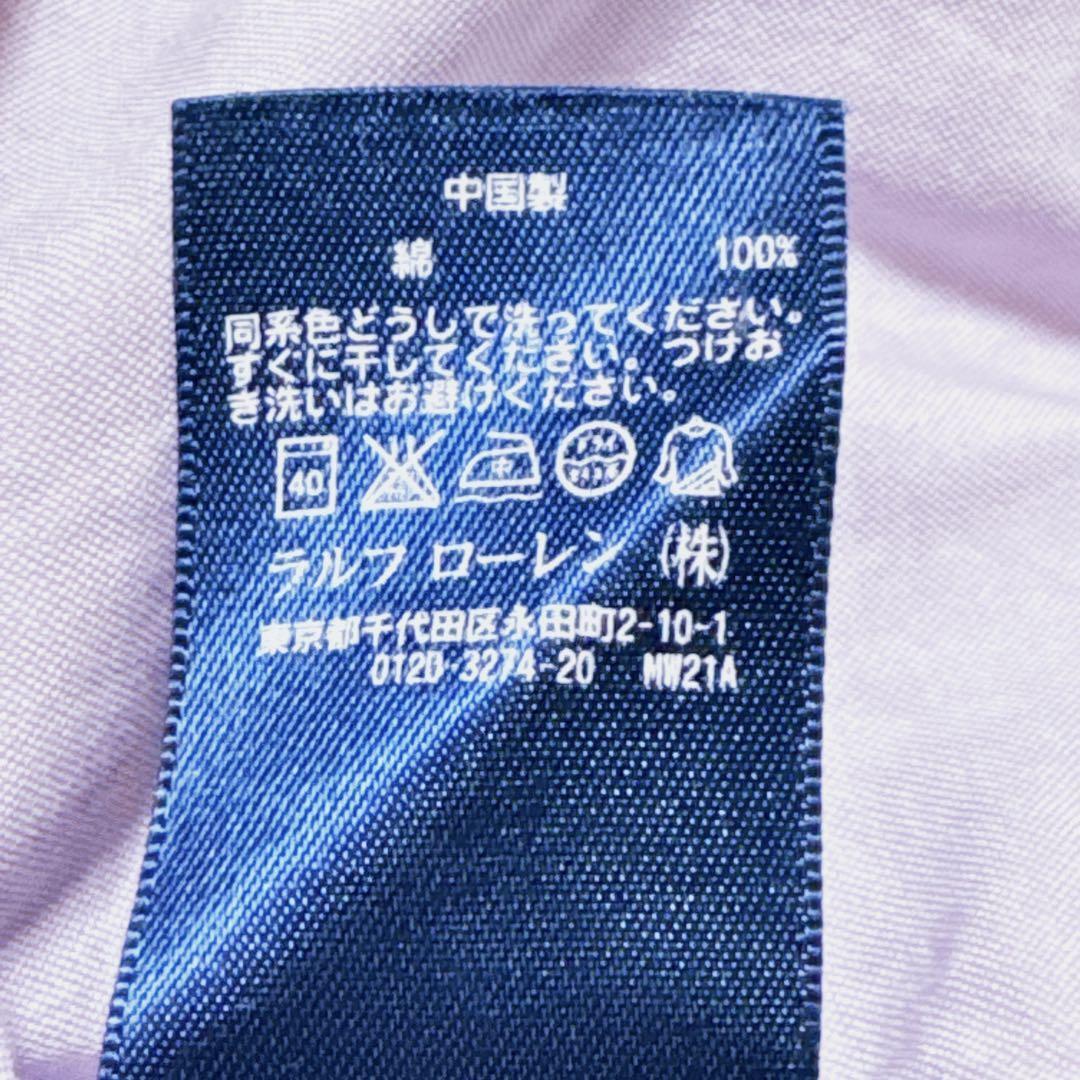 中国製
綿 100%
同系色どうしで洗ってください。
すぐに干してください。つけお
き洗いはお避けください。
40 中
ラルフ ローレン (株)
東京都千代田区永田町2-10-1
0120-3274-20 MW21A